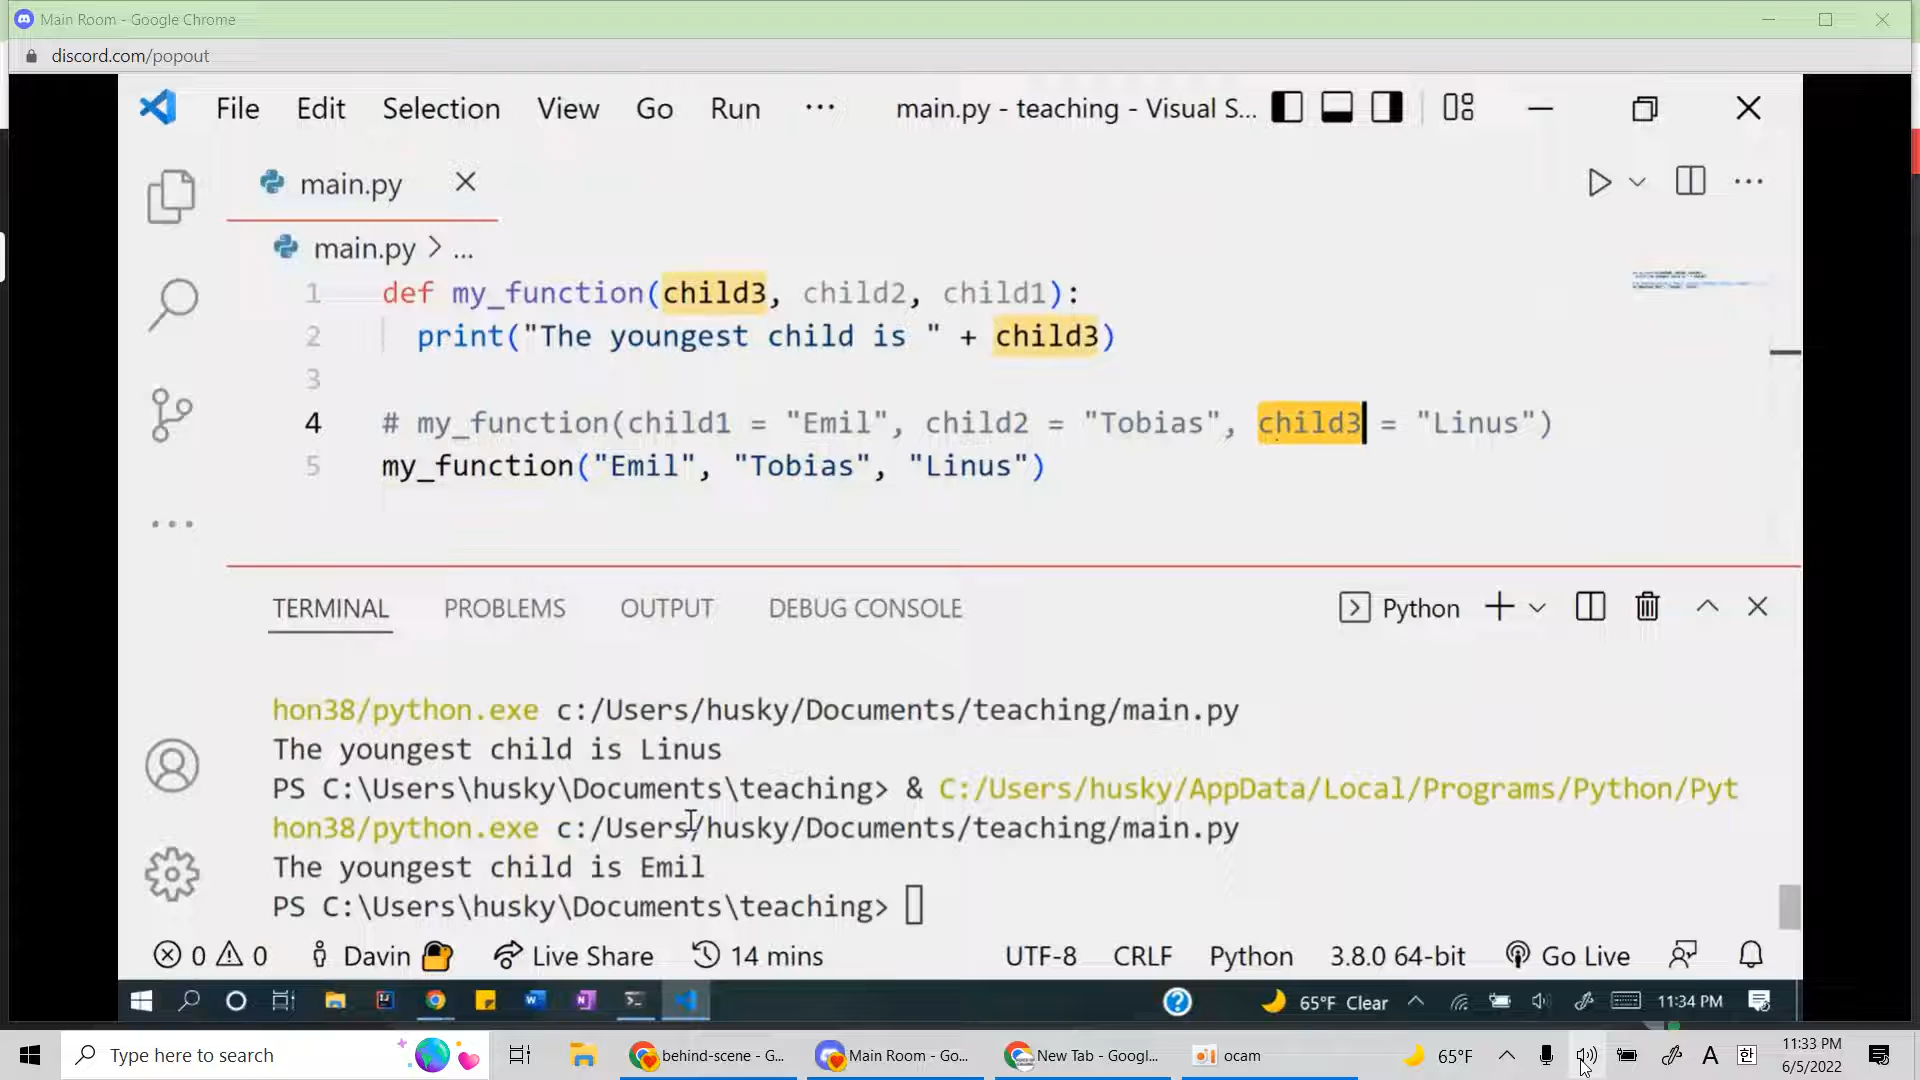 Main Room - Google Chrome
discord.com/popout
File Edit Selection View Go Run ... main.py - teaching - Visual S...
main.py
main.py > ...
1 def my_function(child3, child2, child1):
2 print("The youngest child is " + child3)
3
4 # my_function(child1 = "Emil", child2 = "Tobias", child3 = "Linus")
5 my_function("Emil", "Tobias", "Linus")
TERMINAL PROBLEMS OUTPUT DEBUG CONSOLE Python
hon38/python.exe c:/Users/husky/Documents/teaching/main.py
The youngest child is Linus
PS C:\Users\husky\Documents\teaching> & C:/Users/husky/AppData/Local/Programs/Python/Pyt
hon38/python.exe c:/Users/husky/Documents/teaching/main.py
The youngest child is Emil
PS C:\Users\husky\Documents\teaching>
0 0 Davin Live Share 14 mins UTF-8 CRLF Python 3.8.0 64-bit Go Live
65°F Clear 11:34 PM
Type here to search behind-scene - G... Main Room - Go... New Tab - Googl... ocam 65°F A 한 11:33 PM
6/5/2022